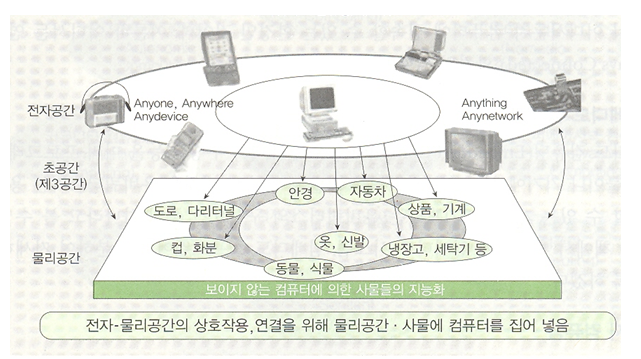 전자공간
Anyone, Anywhere
Anydevice
Anything
Anynetwork
초공간
(제3공간)
안경
자동차
도로, 다리터널
상품, 기계
컵, 화분
옷, 신발
냉장고, 세탁기 등
물리공간
동물, 식물
보이지 않는 컴퓨터에 의한 사물들의 지능화
전자-물리공간의 상호작용,연결을 위해 물리공간·사물에 컴퓨터를 집어 넣음